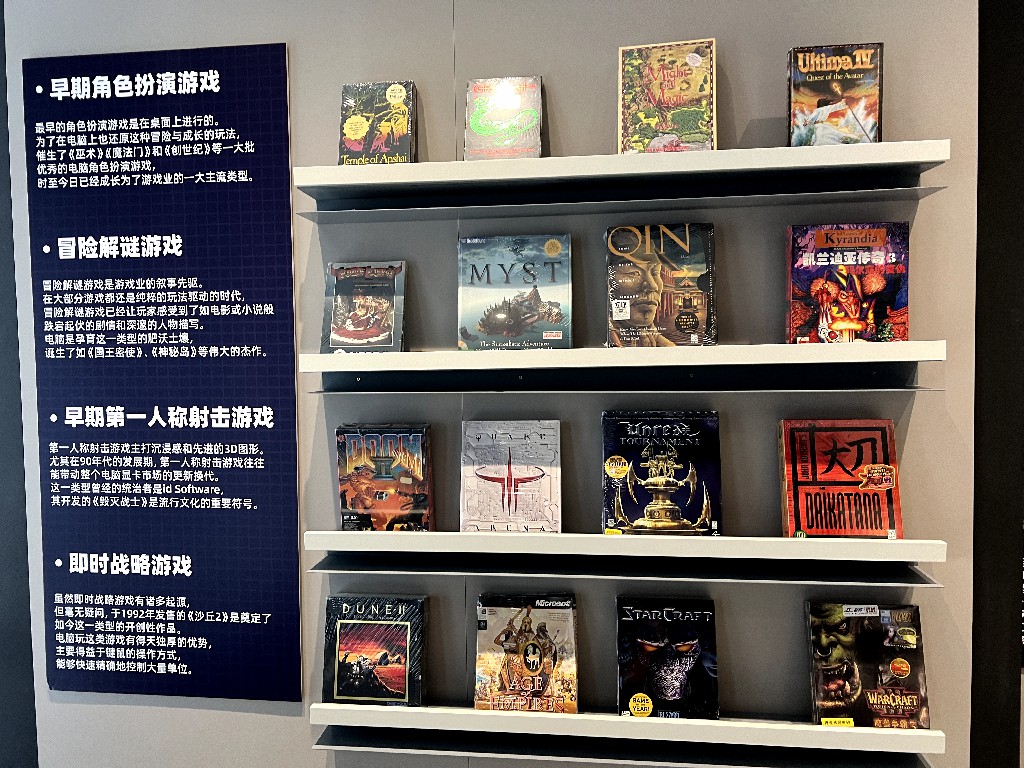 • 早期角色扮演游戏
最早的角色扮演游戏是在桌面上进行的。
为了在电脑上也还原这种冒险与成长的玩法，
催生了《巫术》《魔法门》和《创世纪》等一大批
优秀的电脑角色扮演游戏，
时至今日已经成为了游戏业的一大主流类型。
• 冒险解谜游戏
冒险解谜游戏是游戏业的叙事先驱。
在大部分游戏都还是纯粹的玩法驱动的时代，
冒险解谜游戏已经让玩家感受到了如电影或小说般
跌宕起伏的剧情和深邃的人物描写。
电脑是孕育这一类型的肥沃土壤，
诞生了如《国王密使》、《神秘岛》等伟大的杰作。
• 早期第一人称射击游戏
第一人称射击游戏主打沉浸感和先进的3D图形。
尤其在90年代的发展期，第一人称射击游戏往往
能带动整个电脑显卡市场的更新换代。
这一类型曾经的统治者是id Software，
其开发的《毁灭战士》是流行文化的重要符号。
• 即时战略游戏
虽然即时战略游戏有诸多起源，
但毫无疑问，于1992年发售的《沙丘2》是奠定了
如今这一类型的开创性作品。
电脑玩这类游戏有得天独厚的优势，
主要得益于键鼠的操作方式，
能够快速精确地控制大量单位。
Temple of Apshai
Might
and
Magic
Ultima IV
Quest of the Avatar
MYST
The Surrealistic Adventure
QIN
Kyrandia
凯兰迪亚传奇 3
DOOM
II
QUAKE
III
ARENA
Unreal
TOURNAMENT
大刀
DAIKATANA
DUNE II
Microsoft
AGE
OF
EMPIRES
STARCRAFT
GAME
OF THE
YEAR!
WARCRAFT